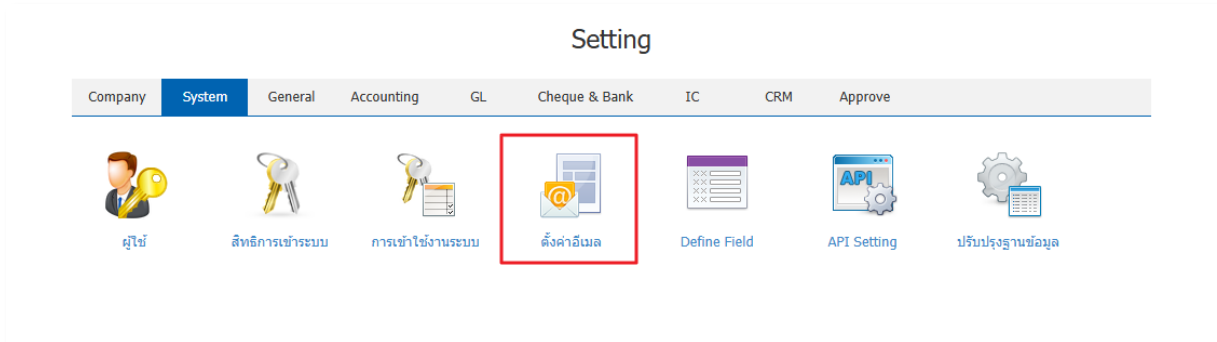 Setting
Company System General Accounting GL Cheque & Bank IC CRM Approve
API
ผู้ใช้ สิทธิการเข้าระบบ การเข้าใช้งานระบบ ตั้งค่าอีเมล Define Field API Setting ปรับปรุงฐานข้อมูล